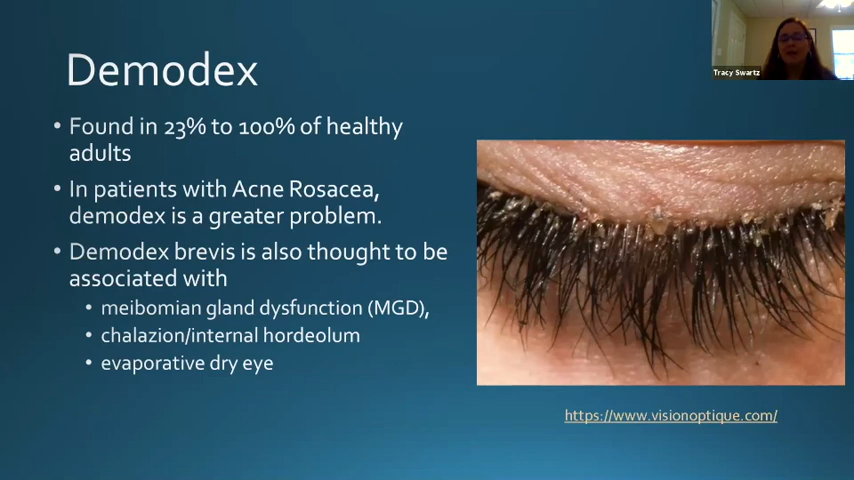 Tracy Swartz
Demodex
• Found in 23% to 100% of healthy
adults
• In patients with Acne Rosacea,
demodex is a greater problem.
• Demodex brevis is also thought to be
associated with
• meibomian gland dysfunction (MGD),
• chalazion/internal hordeolum
• evaporative dry eye
https://www.visionoptique.com/